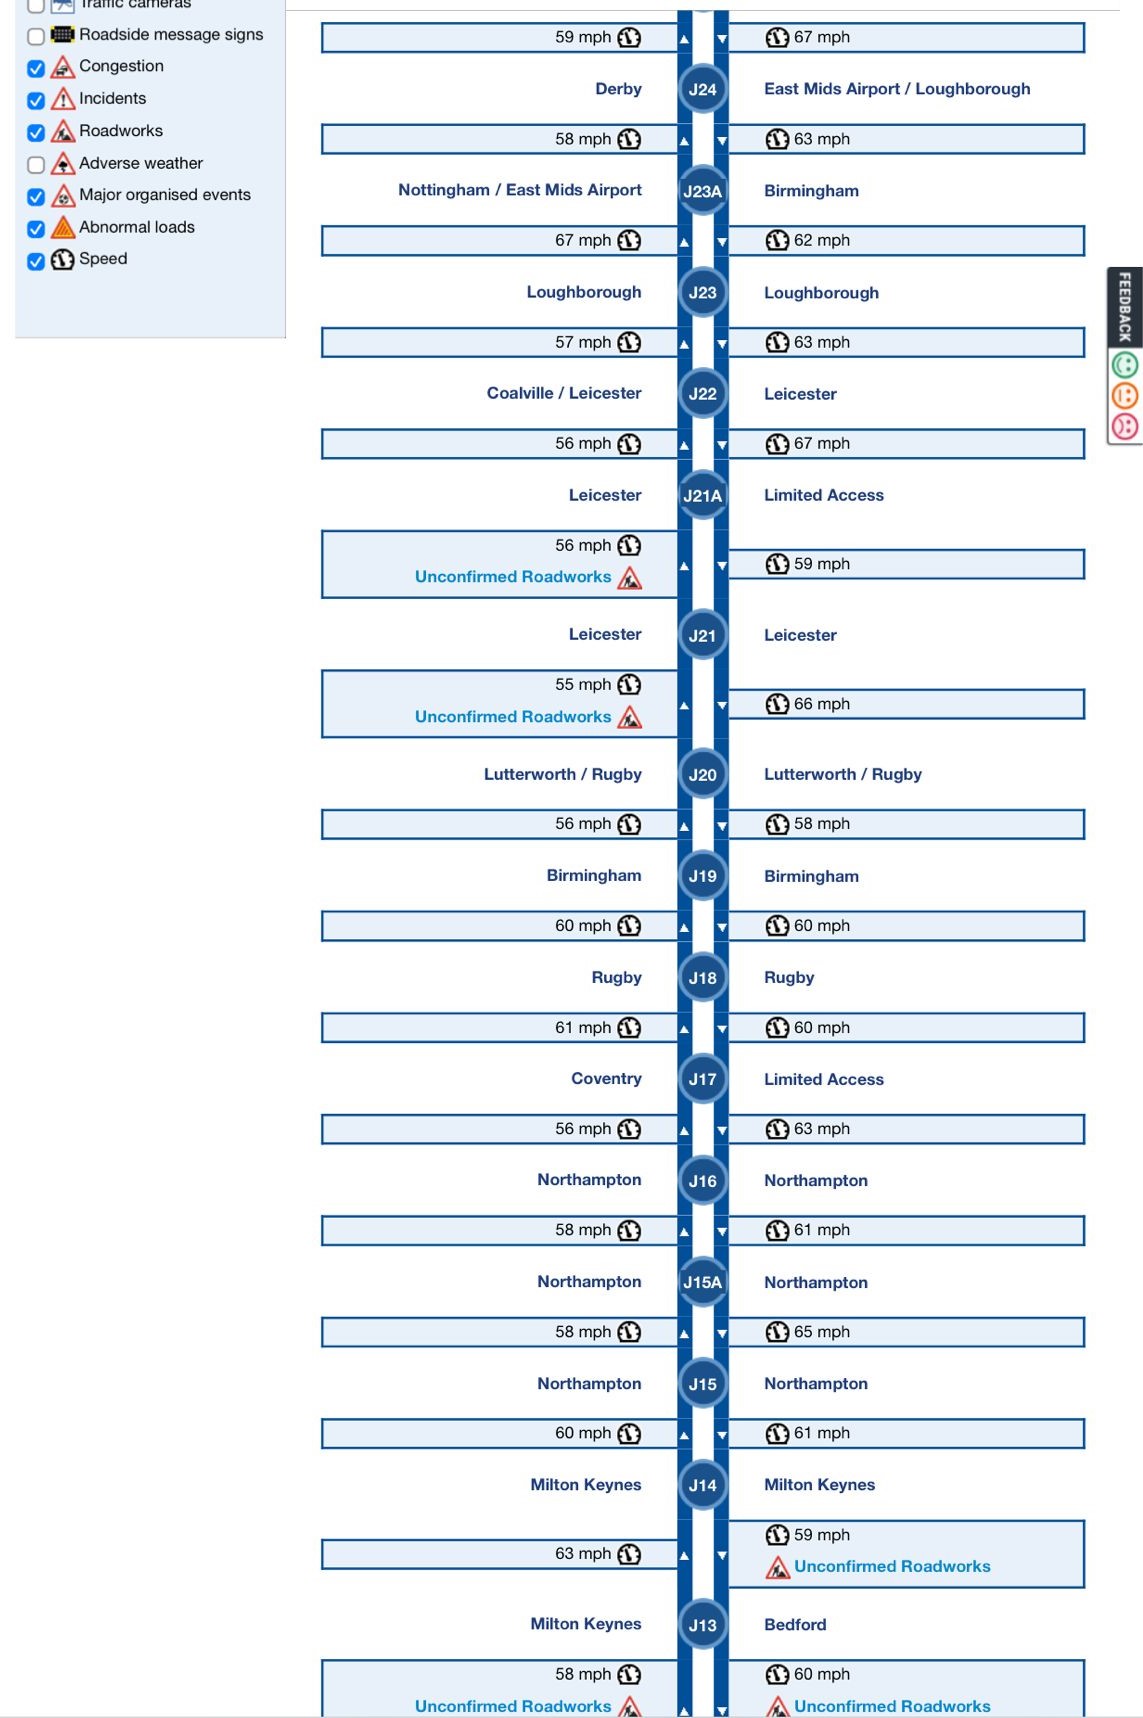 Traffic cameras
Roadside message signs
Congestion
Incidents
Roadworks
Adverse weather
Major organised events
Abnormal loads
Speed
FEEDBACK
59 mph 67 mph
Derby J24 East Mids Airport / Loughborough
58 mph 63 mph
Nottingham / East Mids Airport J23A Birmingham
67 mph 62 mph
Loughborough J23 Loughborough
57 mph 63 mph
Coalville / Leicester J22 Leicester
56 mph 67 mph
Leicester J21A Limited Access
56 mph 59 mph
Unconfirmed Roadworks
Leicester J21 Leicester
55 mph 66 mph
Unconfirmed Roadworks
Lutterworth / Rugby J20 Lutterworth / Rugby
56 mph 58 mph
Birmingham J19 Birmingham
60 mph 60 mph
Rugby J18 Rugby
61 mph 60 mph
Coventry J17 Limited Access
56 mph 63 mph
Northampton J16 Northampton
58 mph 61 mph
Northampton J15A Northampton
58 mph 65 mph
Northampton J15 Northampton
60 mph 61 mph
Milton Keynes J14 Milton Keynes
63 mph 59 mph
Unconfirmed Roadworks
Milton Keynes J13 Bedford
58 mph 60 mph
Unconfirmed Roadworks Unconfirmed Roadworks